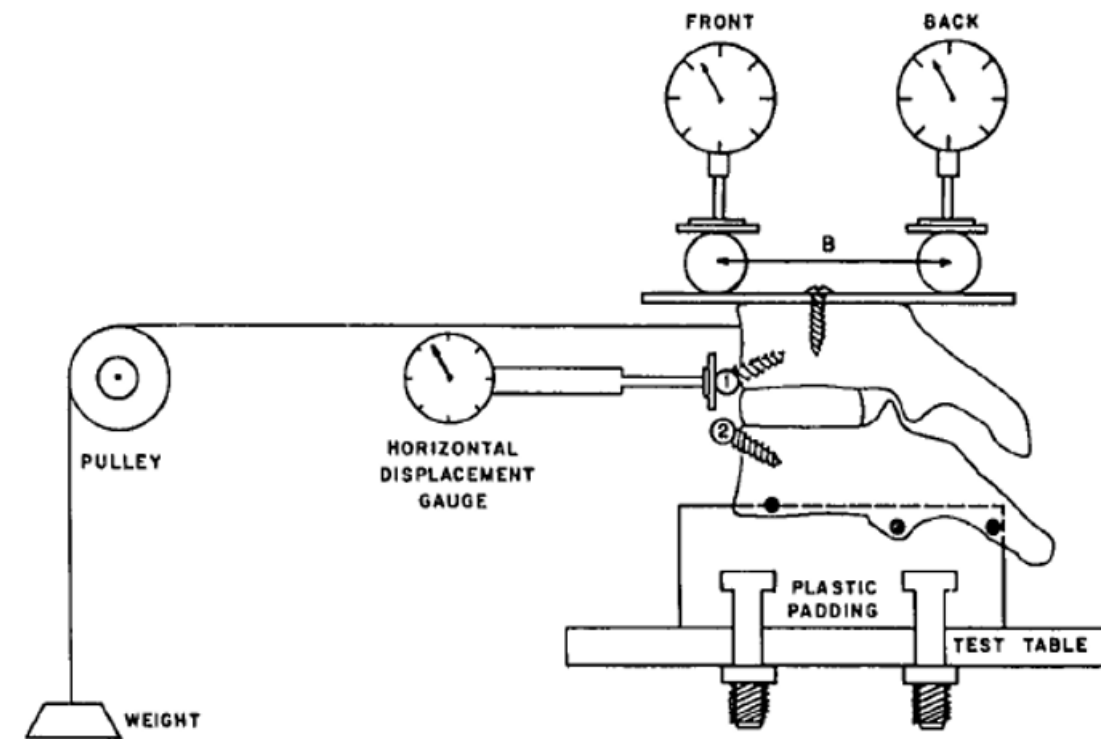 FRONT
BACK
B
1
2
PULLEY
HORIZONTAL
DISPLACEMENT
GAUGE
PLASTIC
PADDING
TEST TABLE
WEIGHT